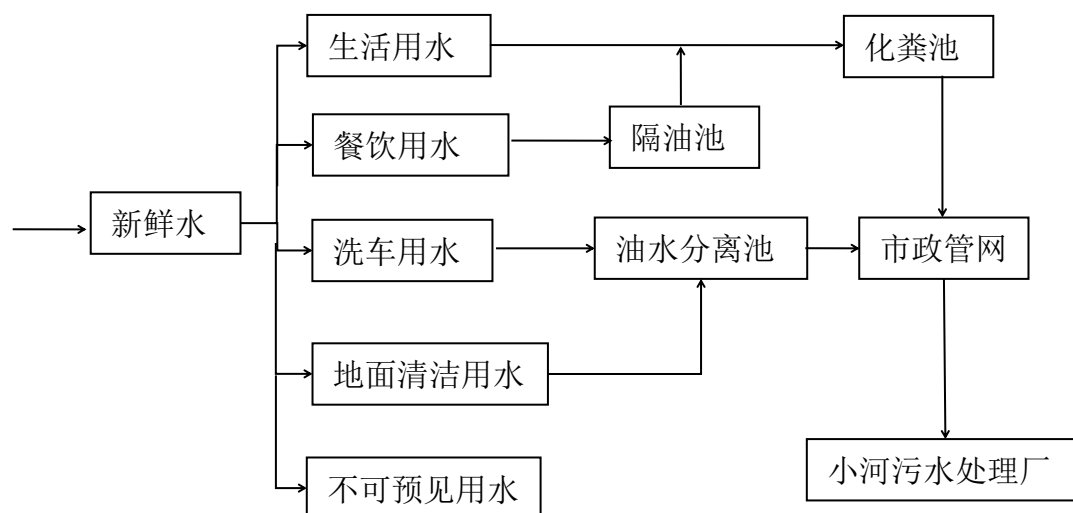 生活用水
化粪池
餐饮用水
隔油池
新鲜水
洗车用水
油水分离池
市政管网
地面清洁用水
小河污水处理厂
不可预见用水